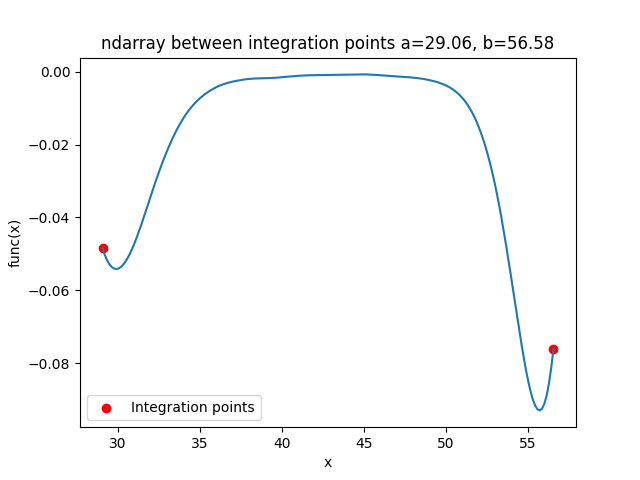 ndarray between integration points a=29.06, b=56.58
0.00
−0.02
−0.04
−0.06
−0.08
func(x)
Integration points
30 35 40 45 50 55
x